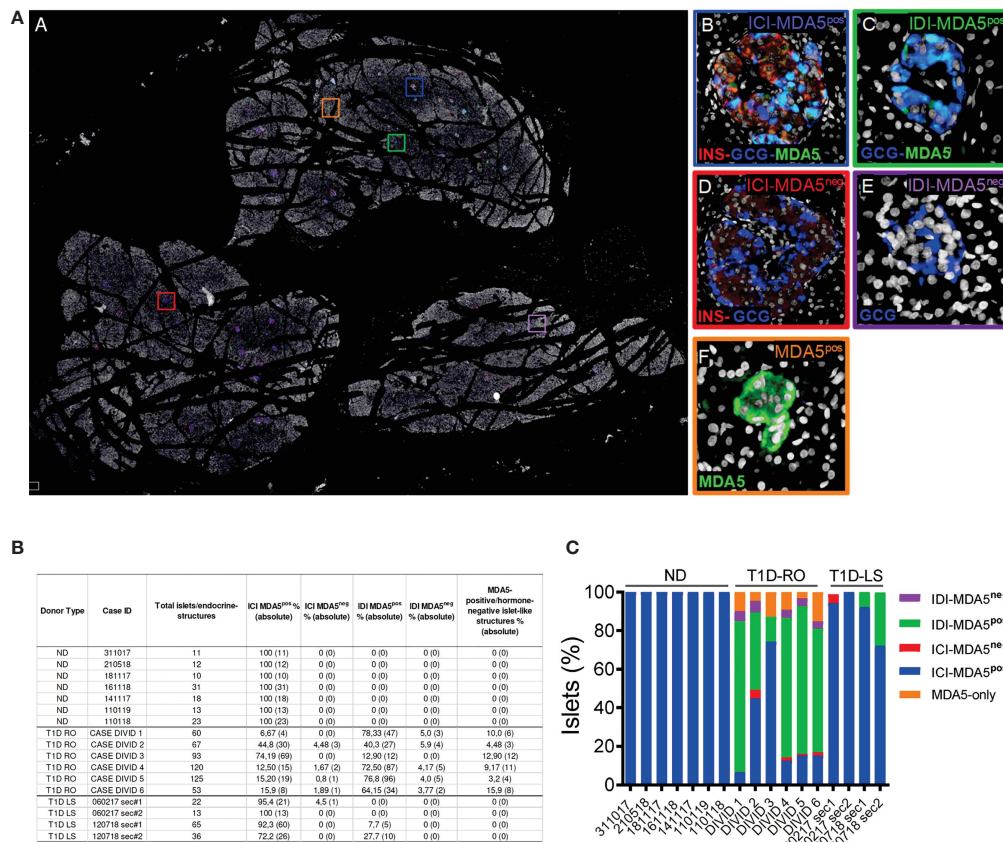 A
A
B ICI-MDA5pos
INS-GCG-MDA5
C IDI-MDA5pos
GCG-MDA5
D ICI-MDA5neg
INS-GCG
E IDI-MDA5neg
GCG
F MDA5pos
MDA5
B
Donor Type Case ID Total islets/endocrine-structures ICI MDA5pos % (absolute) ICI MDA5neg % (absolute) IDI MDA5pos % (absolute) IDI MDA5neg % (absolute) MDA5-positive/hormone-negative islet-like structures % (absolute)
ND 311017 11 100 (11) 0 (0) 0 (0) 0 (0) 0 (0)
ND 210518 12 100 (12) 0 (0) 0 (0) 0 (0) 0 (0)
ND 181117 10 100 (10) 0 (0) 0 (0) 0 (0) 0 (0)
ND 161118 31 100 (31) 0 (0) 0 (0) 0 (0) 0 (0)
ND 141117 18 100 (18) 0 (0) 0 (0) 0 (0) 0 (0)
ND 110119 13 100 (13) 0 (0) 0 (0) 0 (0) 0 (0)
ND 110118 23 100 (23) 0 (0) 0 (0) 0 (0) 0 (0)
T1D RO CASE DIVID 1 60 6,67 (4) 0 (0) 78,33 (47) 5,0 (3) 10,0 (6)
T1D RO CASE DIVID 2 67 44,8 (30) 4,48 (3) 40,3 (27) 5,9 (4) 4,48 (3)
T1D RO CASE DIVID 3 93 74,19 (69) 0 (0) 12,90 (12) 0 (0) 12,90 (12)
T1D RO CASE DIVID 4 120 12,50 (15) 1,67 (2) 72,50 (87) 4,17 (5) 9,17 (11)
T1D RO CASE DIVID 5 125 15,20 (19) 0,8 (1) 76,8 (96) 4,0 (5) 3,2 (4)
T1D RO CASE DIVID 6 53 15,9 (8) 1,89 (1) 64,15 (34) 3,77 (2) 15,9 (8)
T1D LS 060217 sec#1 22 95,4 (21) 4,5 (1) 0 (0) 0 (0) 0 (0)
T1D LS 060217 sec#2 13 100 (13) 0 (0) 0 (0) 0 (0) 0 (0)
T1D LS 120718 sec#1 65 92,3 (60) 0 (0) 7,7 (5) 0 (0) 0 (0)
T1D LS 120718 sec#2 36 72,2 (26) 0 (0) 27,7 (10) 0 (0) 0 (0)
C
ND T1D-RO T1D-LS
Islets (%)
100
80
60
40
20
0
311017
210518
181117
161118
141117
110119
110118
DIVID 1
DIVID 2
DIVID 3
DIVID 4
DIVID 5
DIVID 6
0217 sec1
0217 sec2
0718 sec1
0718 sec2
IDI-MDA5ne
IDI-MDA5po
ICI-MDA5ne
ICI-MDA5po
MDA5-only